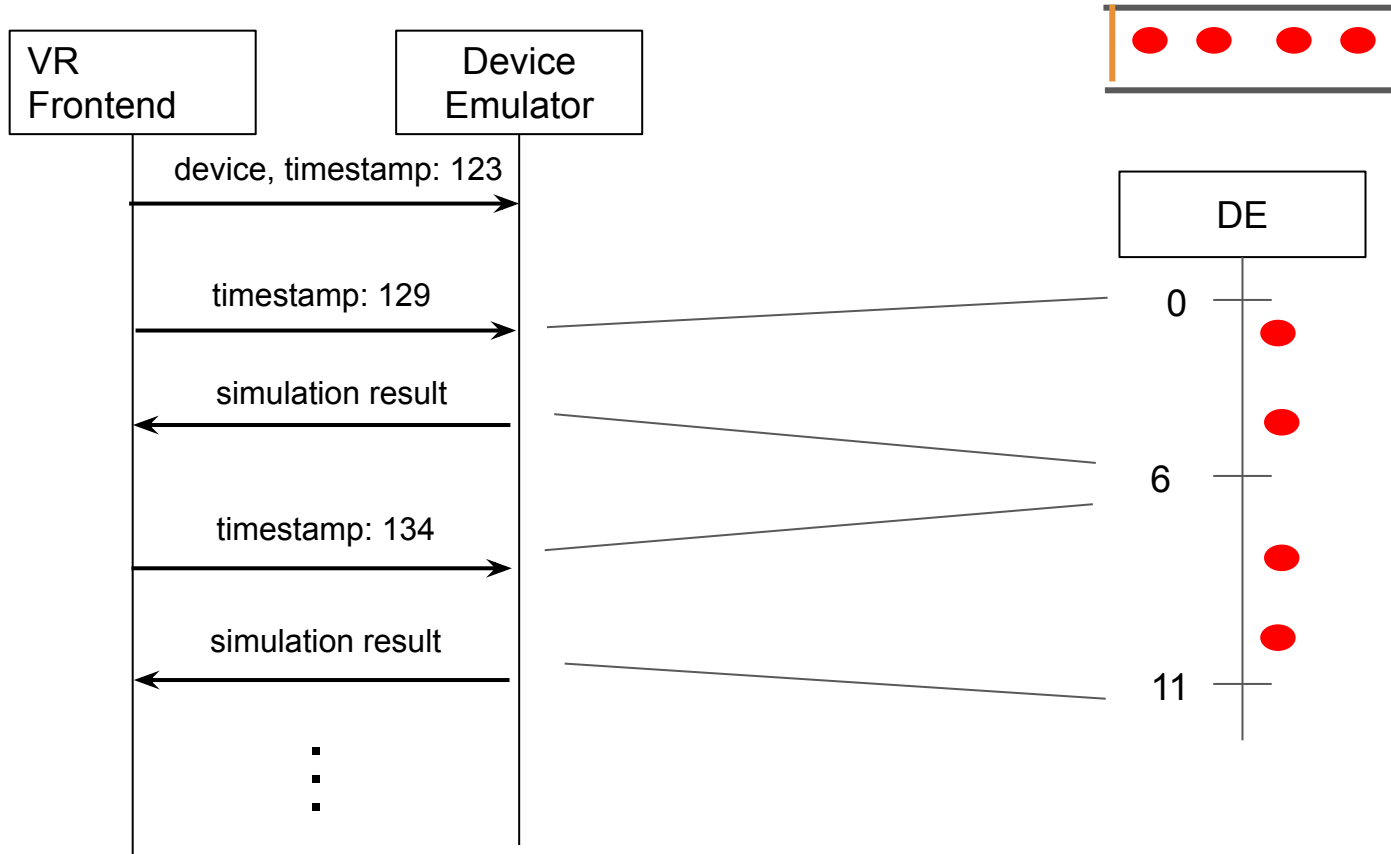 VR
Frontend
Device
Emulator
device, timestamp: 123
timestamp: 129
simulation result
timestamp: 134
simulation result
DE
0
6
11